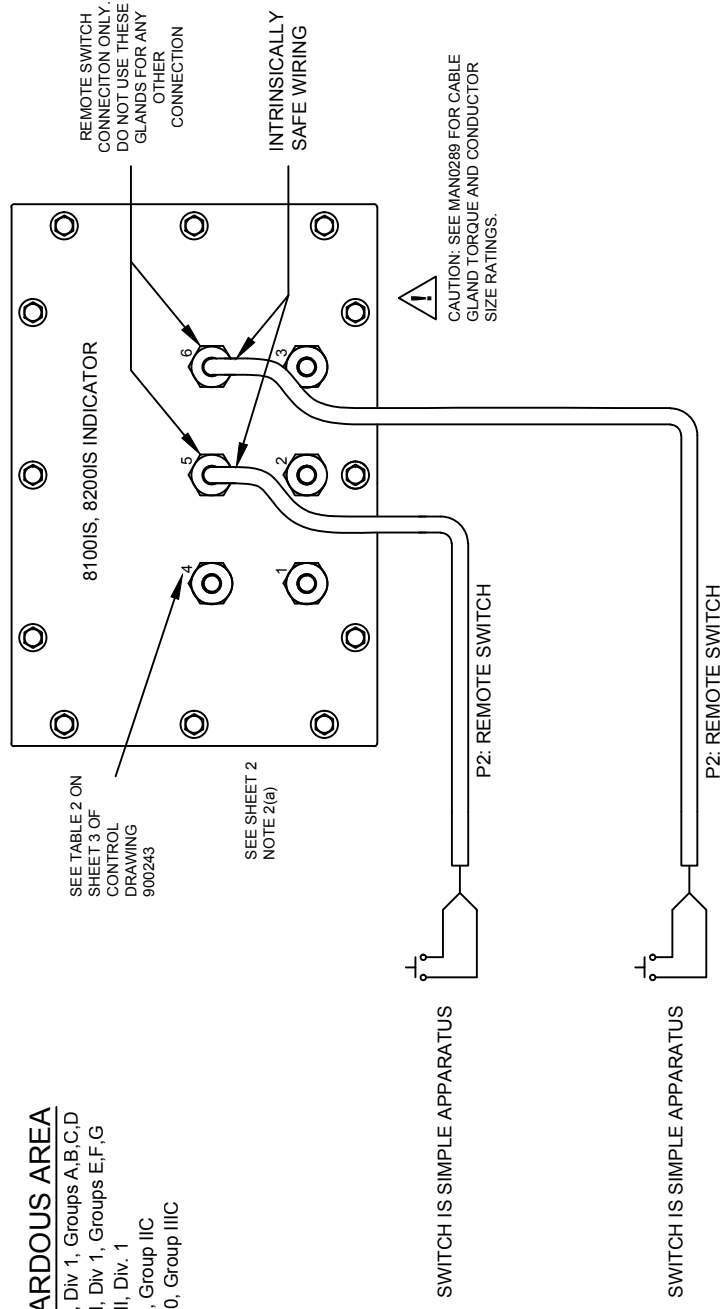 ARDOUS AREA
, Div 1, Groups A,B,C,D
I, Div 1, Groups E,F,G
II, Div. 1
, Group IIC
0, Group IIIC
SEE TABLE 2 ON
SHEET 3 OF
CONTROL
DRAWING
900243
SEE SHEET 2
NOTE 2(a)
8100IS, 8200IS INDICATOR
4
5
6
1
2
3
REMOTE SWITCH
CONNECITON ONLY.
DO NOT USE THESE
GLANDS FOR ANY
OTHER
CONNECTION
INTRINSICALLY
SAFE WIRING
!
CAUTION: SEE MAN0289 FOR CABLE
GLAND TORQUE AND CONDUCTOR
SIZE RATINGS.
SWITCH IS SIMPLE APPARATUS
P2: REMOTE SWITCH
SWITCH IS SIMPLE APPARATUS
P2: REMOTE SWITCH